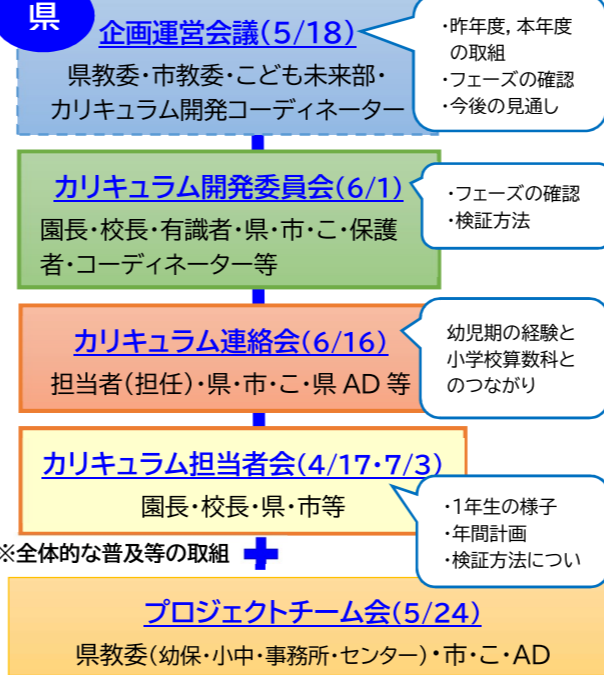 県
企画運営会議(5/18)
県教委・市教委・こども未来部・
カリキュラム開発コーディネーター
・昨年度,本年度
の取組
・フェーズの確認
・今後の見通し
カリキュラム開発委員会(6/1)
園長・校長・有識者・県・市・こ・保護
者・コーディネーター等
・フェーズの確認
・検証方法
カリキュラム連絡会(6/16)
担当者(担任)・県・市・こ・県 AD 等
幼児期の経験と
小学校算数科と
のつながり
カリキュラム担当者会(4/17・7/3)
園長・校長・県・市等
・1年生の様子
・年間計画
・検証方法につい
※全体的な普及等の取組
プロジェクトチーム会(5/24)
県教委(幼保・小中・事務所・センター)・市・こ・AD